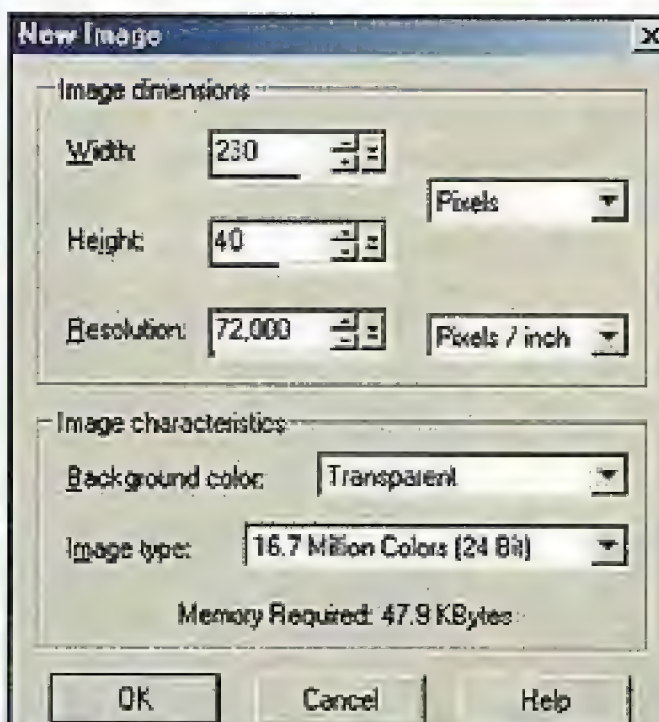 New Image
Image dimensions
Width: 230
Pixels
Height: 40
Resolution: 72,000 Pixels / inch
Image characteristics
Background color: Transparent
Image type: 16.7 Million Colors (24 Bit)
Memory Required: 47.9 KBytes
OK Cancel Help